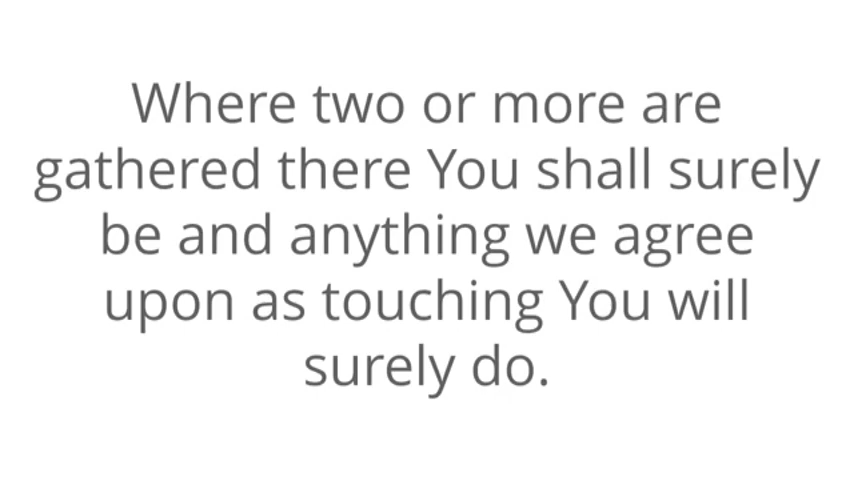 Where two or more are
gathered there You shall surely
be and anything we agree
upon as touching You will
surely do.